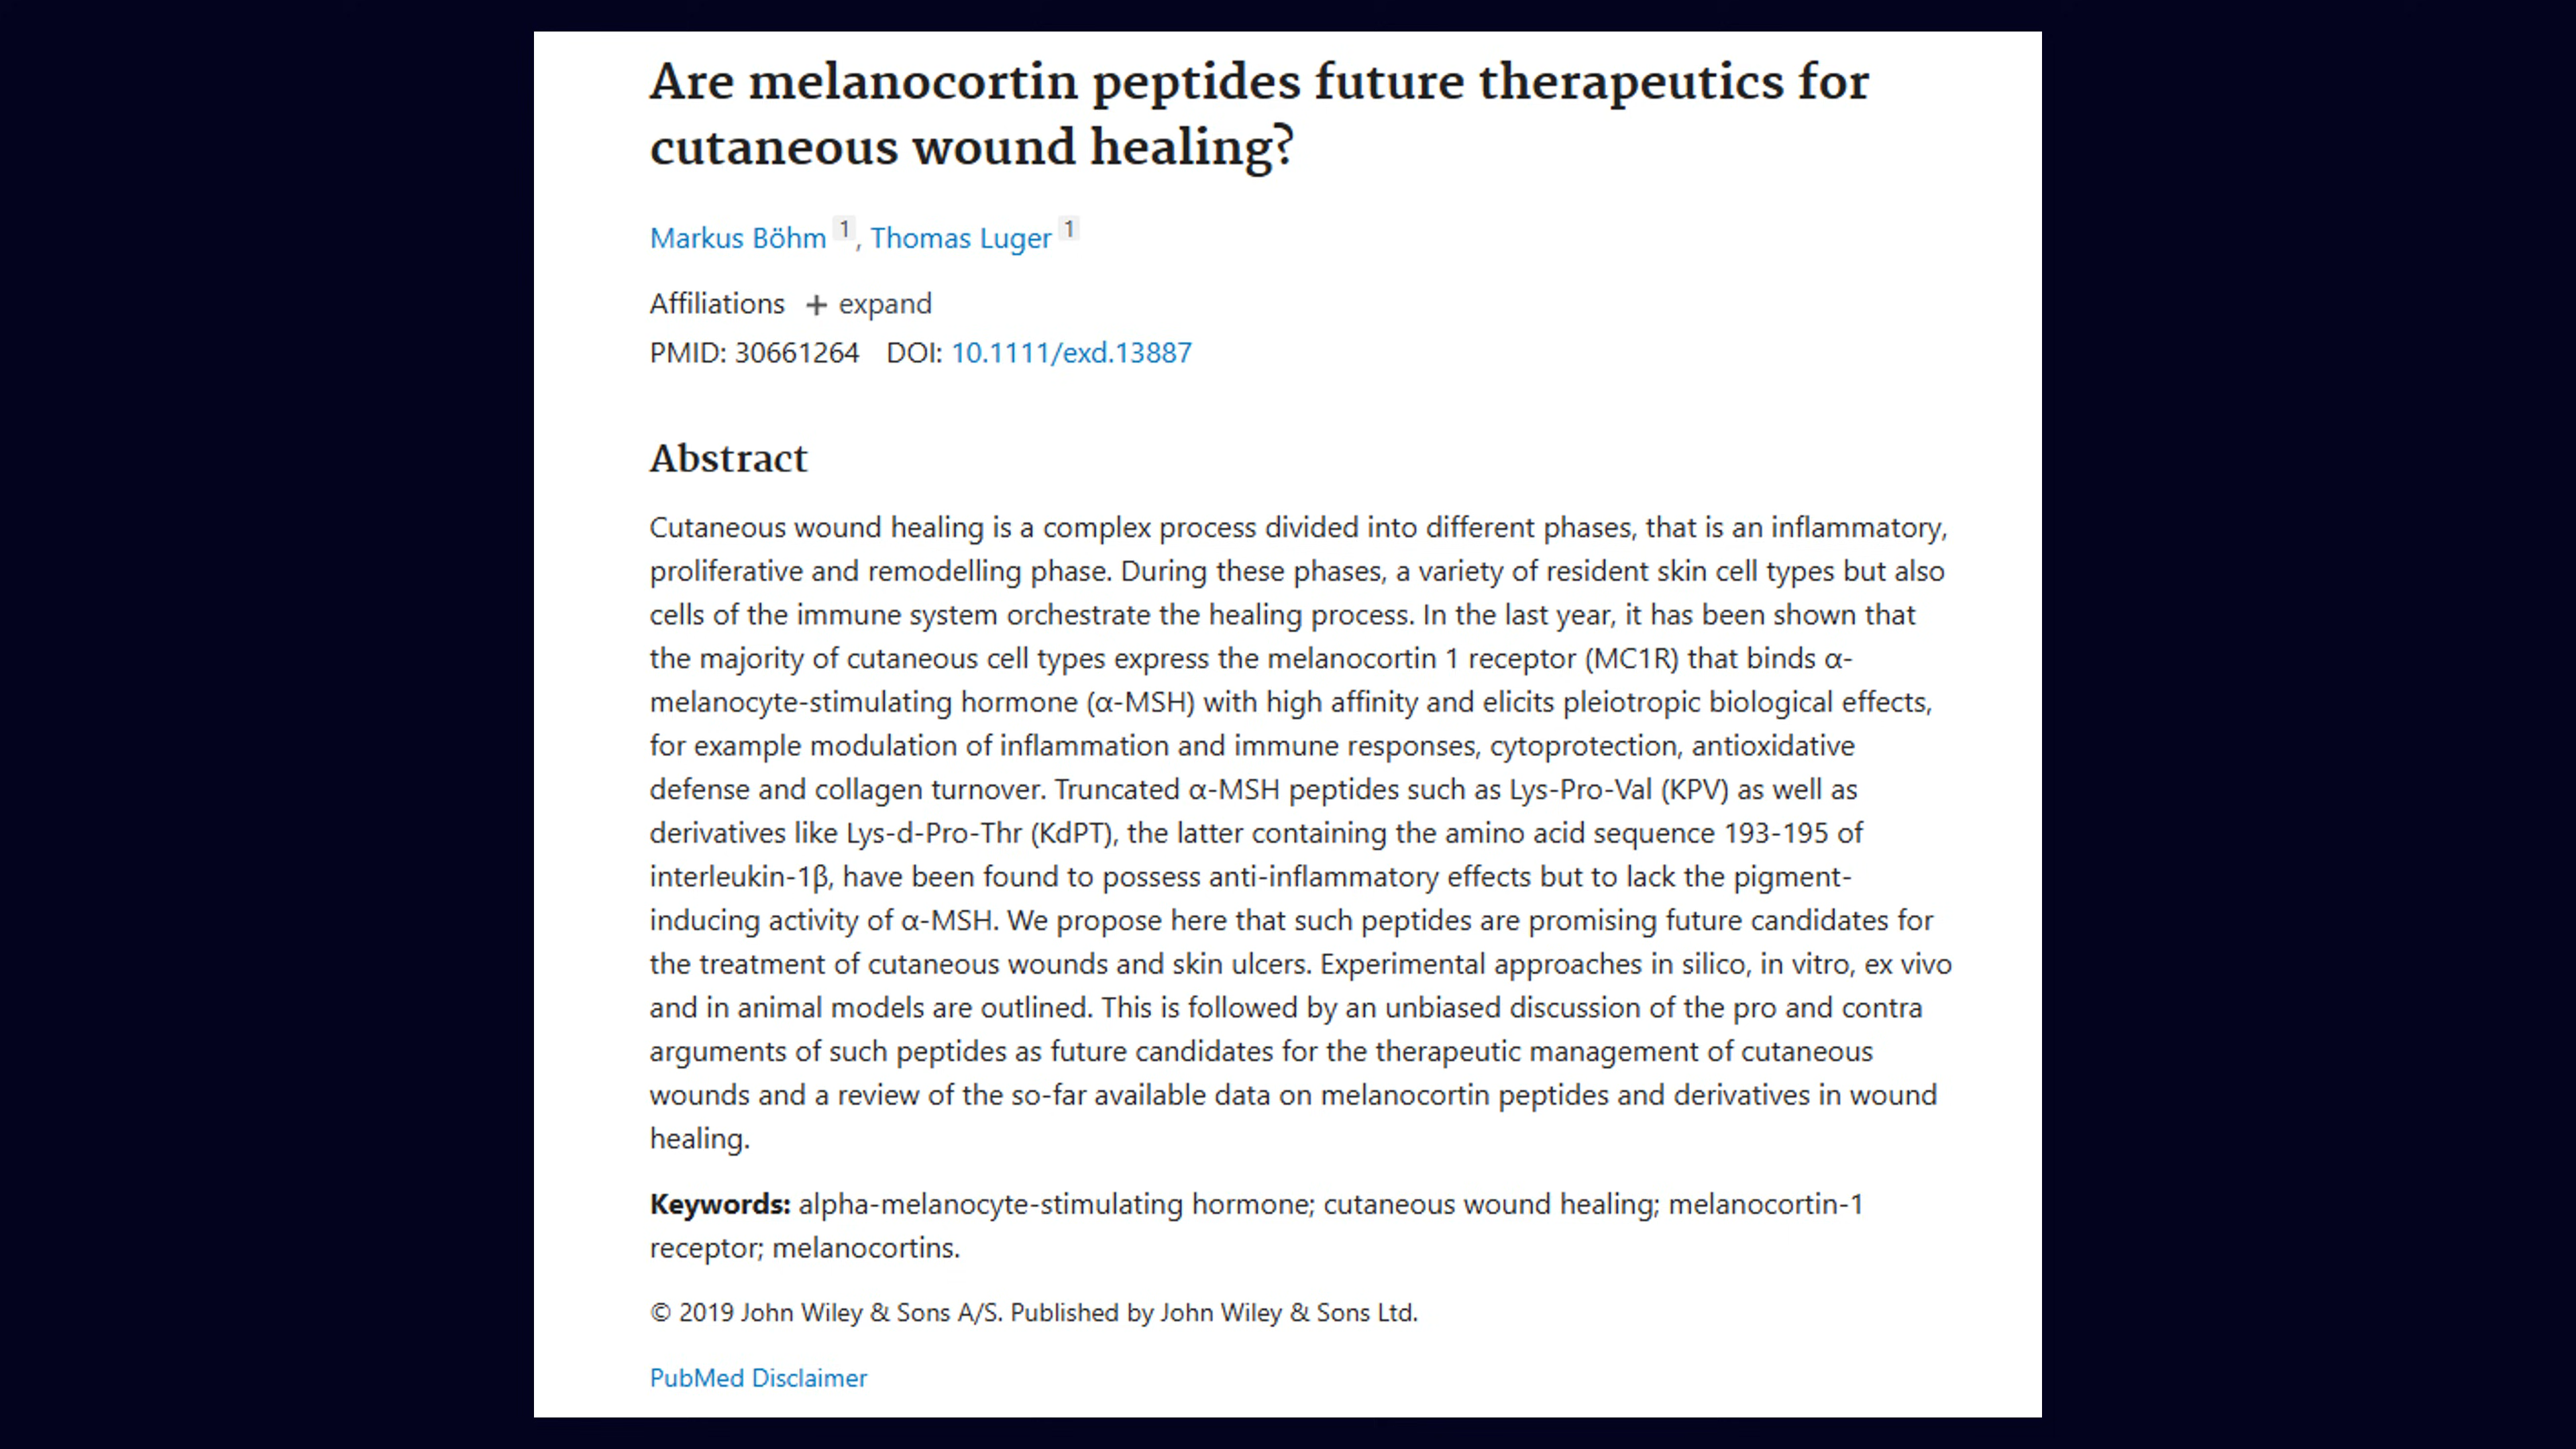 Are melanocortin peptides future therapeutics for
cutaneous wound healing?
Markus Böhm 1, Thomas Luger 1
Affiliations + expand
PMID: 30661264 DOI: 10.1111/exd.13887
Abstract
Cutaneous wound healing is a complex process divided into different phases, that is an inflammatory,
proliferative and remodelling phase. During these phases, a variety of resident skin cell types but also
cells of the immune system orchestrate the healing process. In the last year, it has been shown that
the majority of cutaneous cell types express the melanocortin 1 receptor (MC1R) that binds α-
melanocyte-stimulating hormone (α-MSH) with high affinity and elicits pleiotropic biological effects,
for example modulation of inflammation and immune responses, cytoprotection, antioxidative
defense and collagen turnover. Truncated α-MSH peptides such as Lys-Pro-Val (KPV) as well as
derivatives like Lys-d-Pro-Thr (KdPT), the latter containing the amino acid sequence 193-195 of
interleukin-1β, have been found to possess anti-inflammatory effects but to lack the pigment-
inducing activity of α-MSH. We propose here that such peptides are promising future candidates for
the treatment of cutaneous wounds and skin ulcers. Experimental approaches in silico, in vitro, ex vivo
and in animal models are outlined. This is followed by an unbiased discussion of the pro and contra
arguments of such peptides as future candidates for the therapeutic management of cutaneous
wounds and a review of the so-far available data on melanocortin peptides and derivatives in wound
healing.
Keywords: alpha-melanocyte-stimulating hormone; cutaneous wound healing; melanocortin-1
receptor; melanocortins.
© 2019 John Wiley & Sons A/S. Published by John Wiley & Sons Ltd.
PubMed Disclaimer